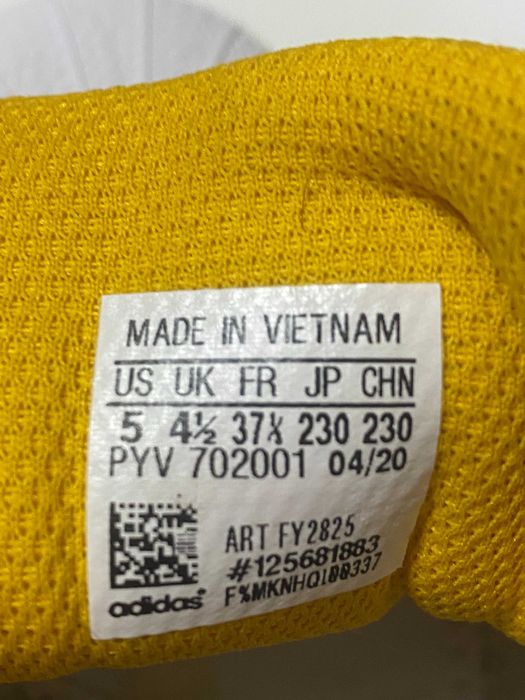 MADE IN VIETNAM
US UK FR JP CHN
5 4½ 37⅓ 230 230
PYV 702001 04/20
ART FY2825
#125681883
adidas